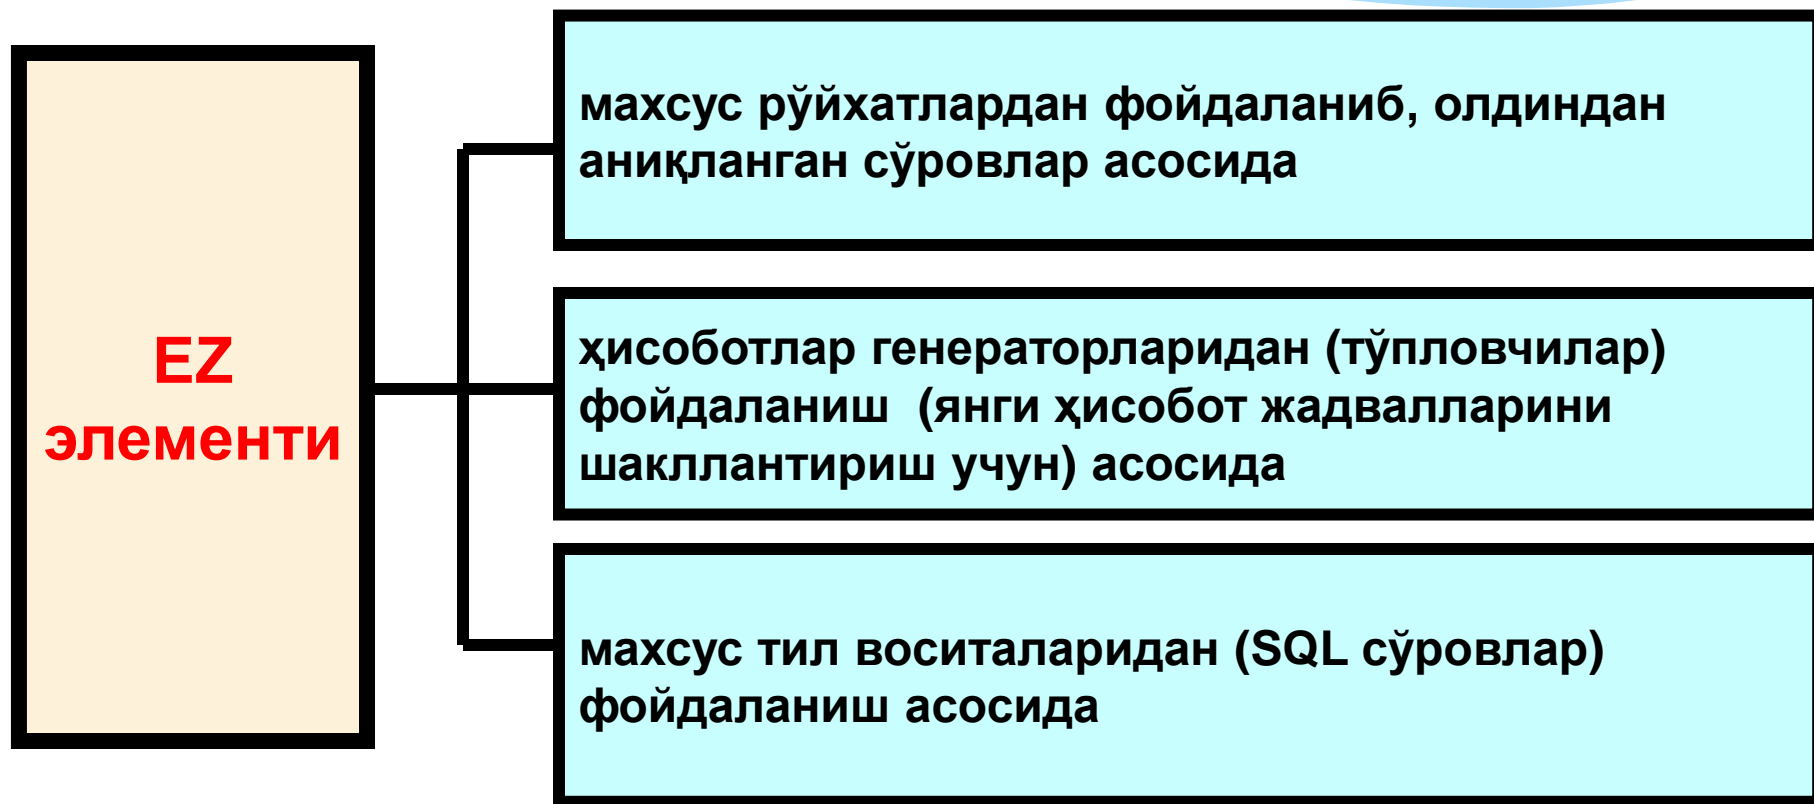 EZ
элементи
махсус рўйхатлардан фойдаланиб, олдиндан
аниқланган сўровлар асосида
ҳисоботлар генераторларидан (тўпловчилар)
фойдаланиш (янги ҳисобот жадвалларини
шакллантириш учун) асосида
махсус тил воситаларидан (SQL сўровлар)
фойдаланиш асосида